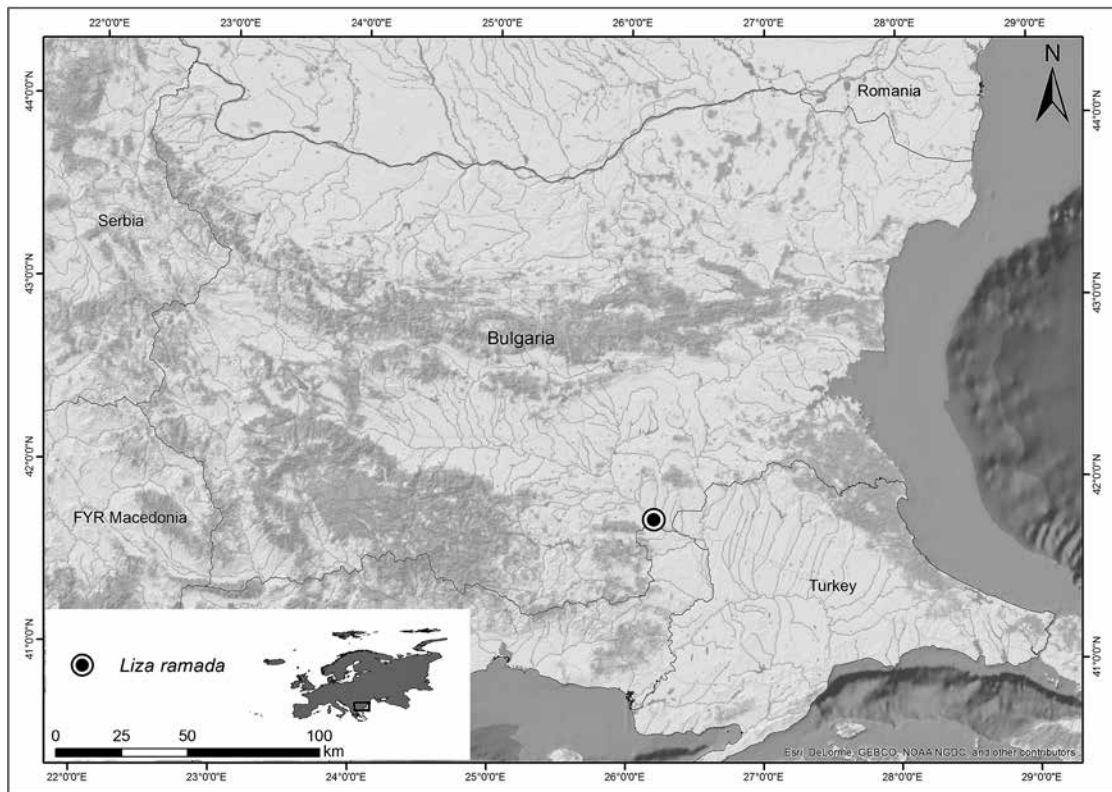 22°0'0"E 23°0'0"E 24°0'0"E 25°0'0"E 26°0'0"E 27°0'0"E 28°0'0"E 29°0'0"E
N
44°0'0"N
44°0'0"N
Romania
Serbia
43°0'0"N
43°0'0"N
Bulgaria
42°0'0"N
42°0'0"N
FYR Macedonia
Turkey
41°0'0"N
41°0'0"N
Liza ramada
0 25 50 100
km
Esri, DeLorme, GEBCO, NOAA NGDC, and other contributors
22°0'0"E 23°0'0"E 24°0'0"E 25°0'0"E 26°0'0"E 27°0'0"E 28°0'0"E 29°0'0"E